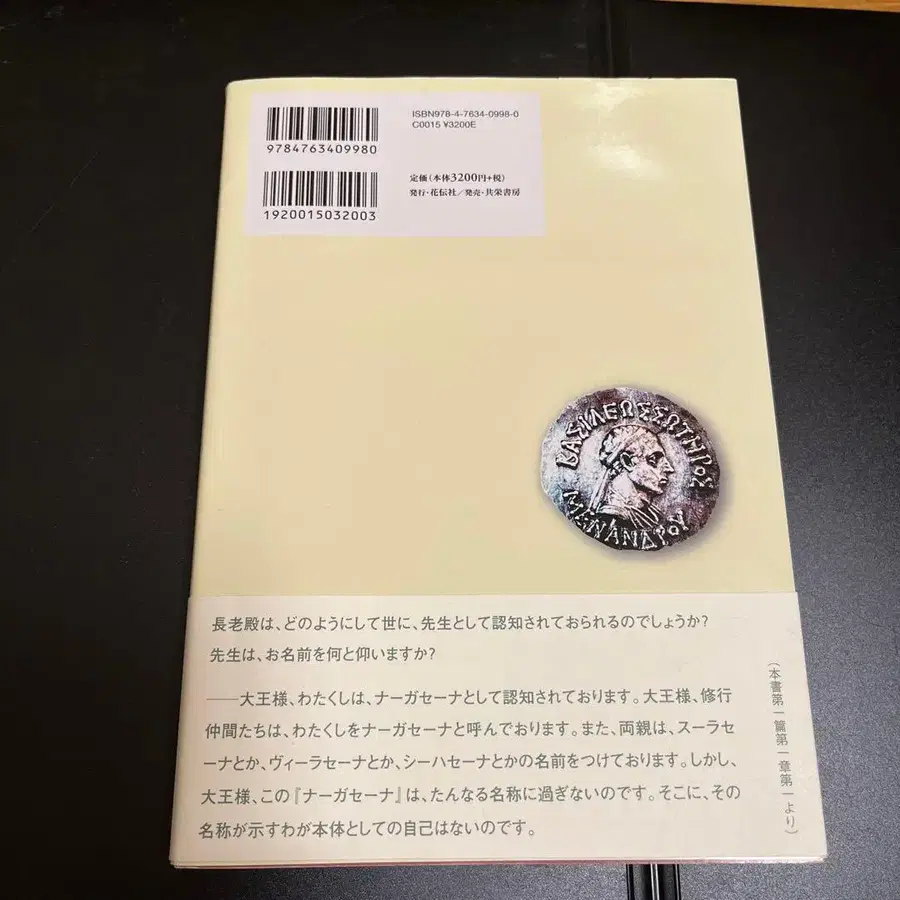 ISBN978-4-7634-0998-0
C0015 ¥3200E
9784763409980
定価(本体3200円+税)
発行・花伝社/発売・共栄書房
1920015032003
ΒΑΣΙΛΕΩΣΣΩΤΗΡΟΣ
ΜΕΝΑΝΔΡΟΥ
長老殿は、どのようにして世に、先生として認知されておられるのでしょうか?
先生は、お名前を何と仰いますか?
――大王様、わたくしは、ナーガセーナとして認知されております。大王様、修行
仲間たちは、わたくしをナーガセーナと呼んでおります。また、両親は、スーラセ
ーナとか、ヴィーラセーナとか、シーハセーナとかの名前をつけております。しかし、
大王様、この『ナーガセーナ』は、たんなる名称に過ぎないのです。そこに、その
名称が示すわが本体としての自己はないのです。
(本書第一篇第一章第一より)